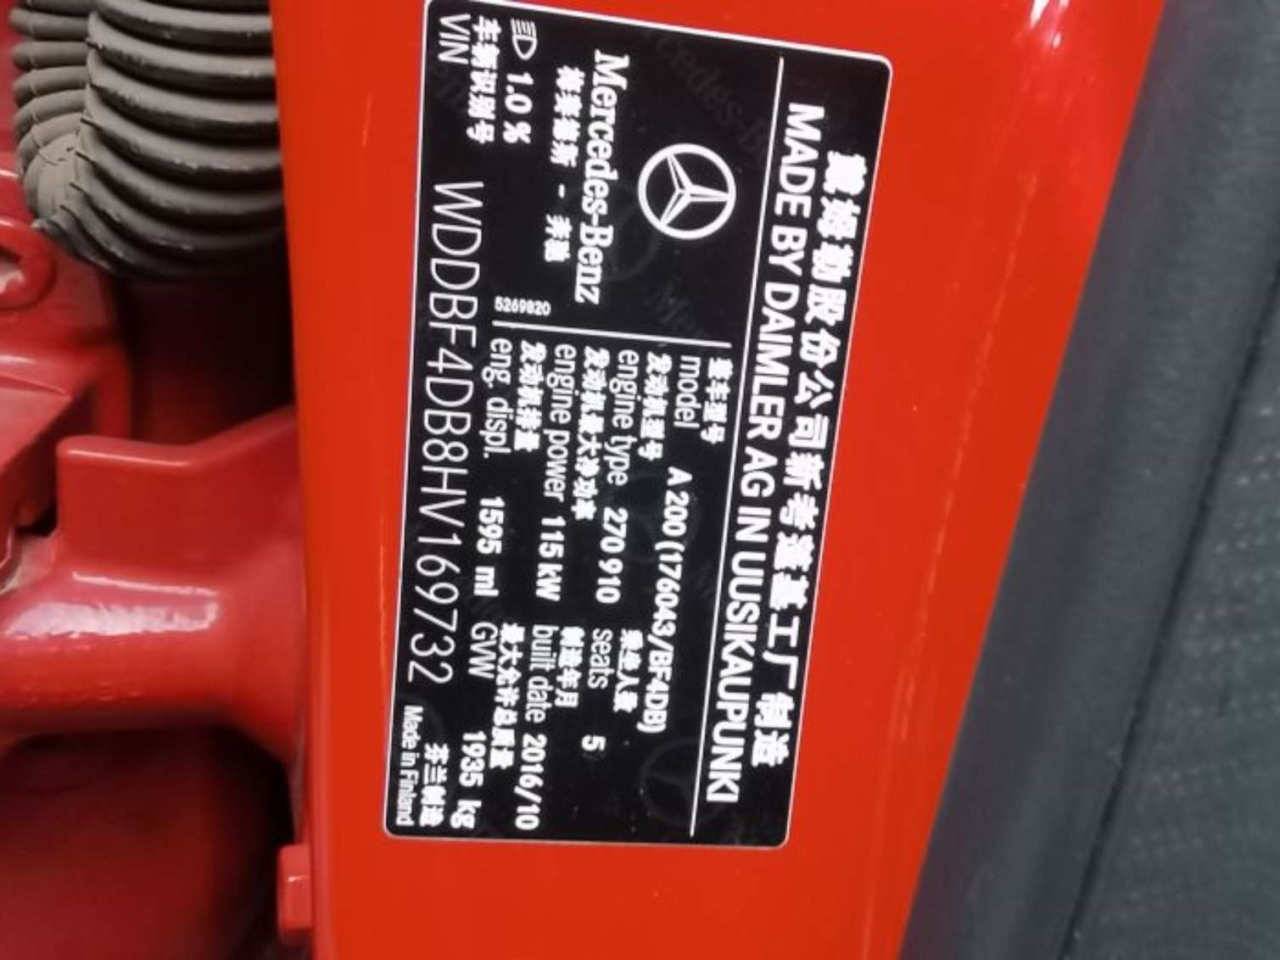 戴姆勒股份公司新考遮基工厂制造
MADE BY DAIMLER AG IN UUSIKAUPUNKI
Mercedes-Benz
梅赛德斯 - 奔驰
1.0 %
5269820
整车型号
model A 200 (176043/BF4DB)
发动机型号
engine type 270 910
乘坐人数
seats 5
发动机最大净功率
engine power 115 kW
制造年月
built date 2016/10
发动机排量
eng. displ. 1595 ml
最大允许总质量
GVW 1935 kg
车辆识别号
VIN WDDBF4DB8HV169732
芬兰制造
Made in Finland